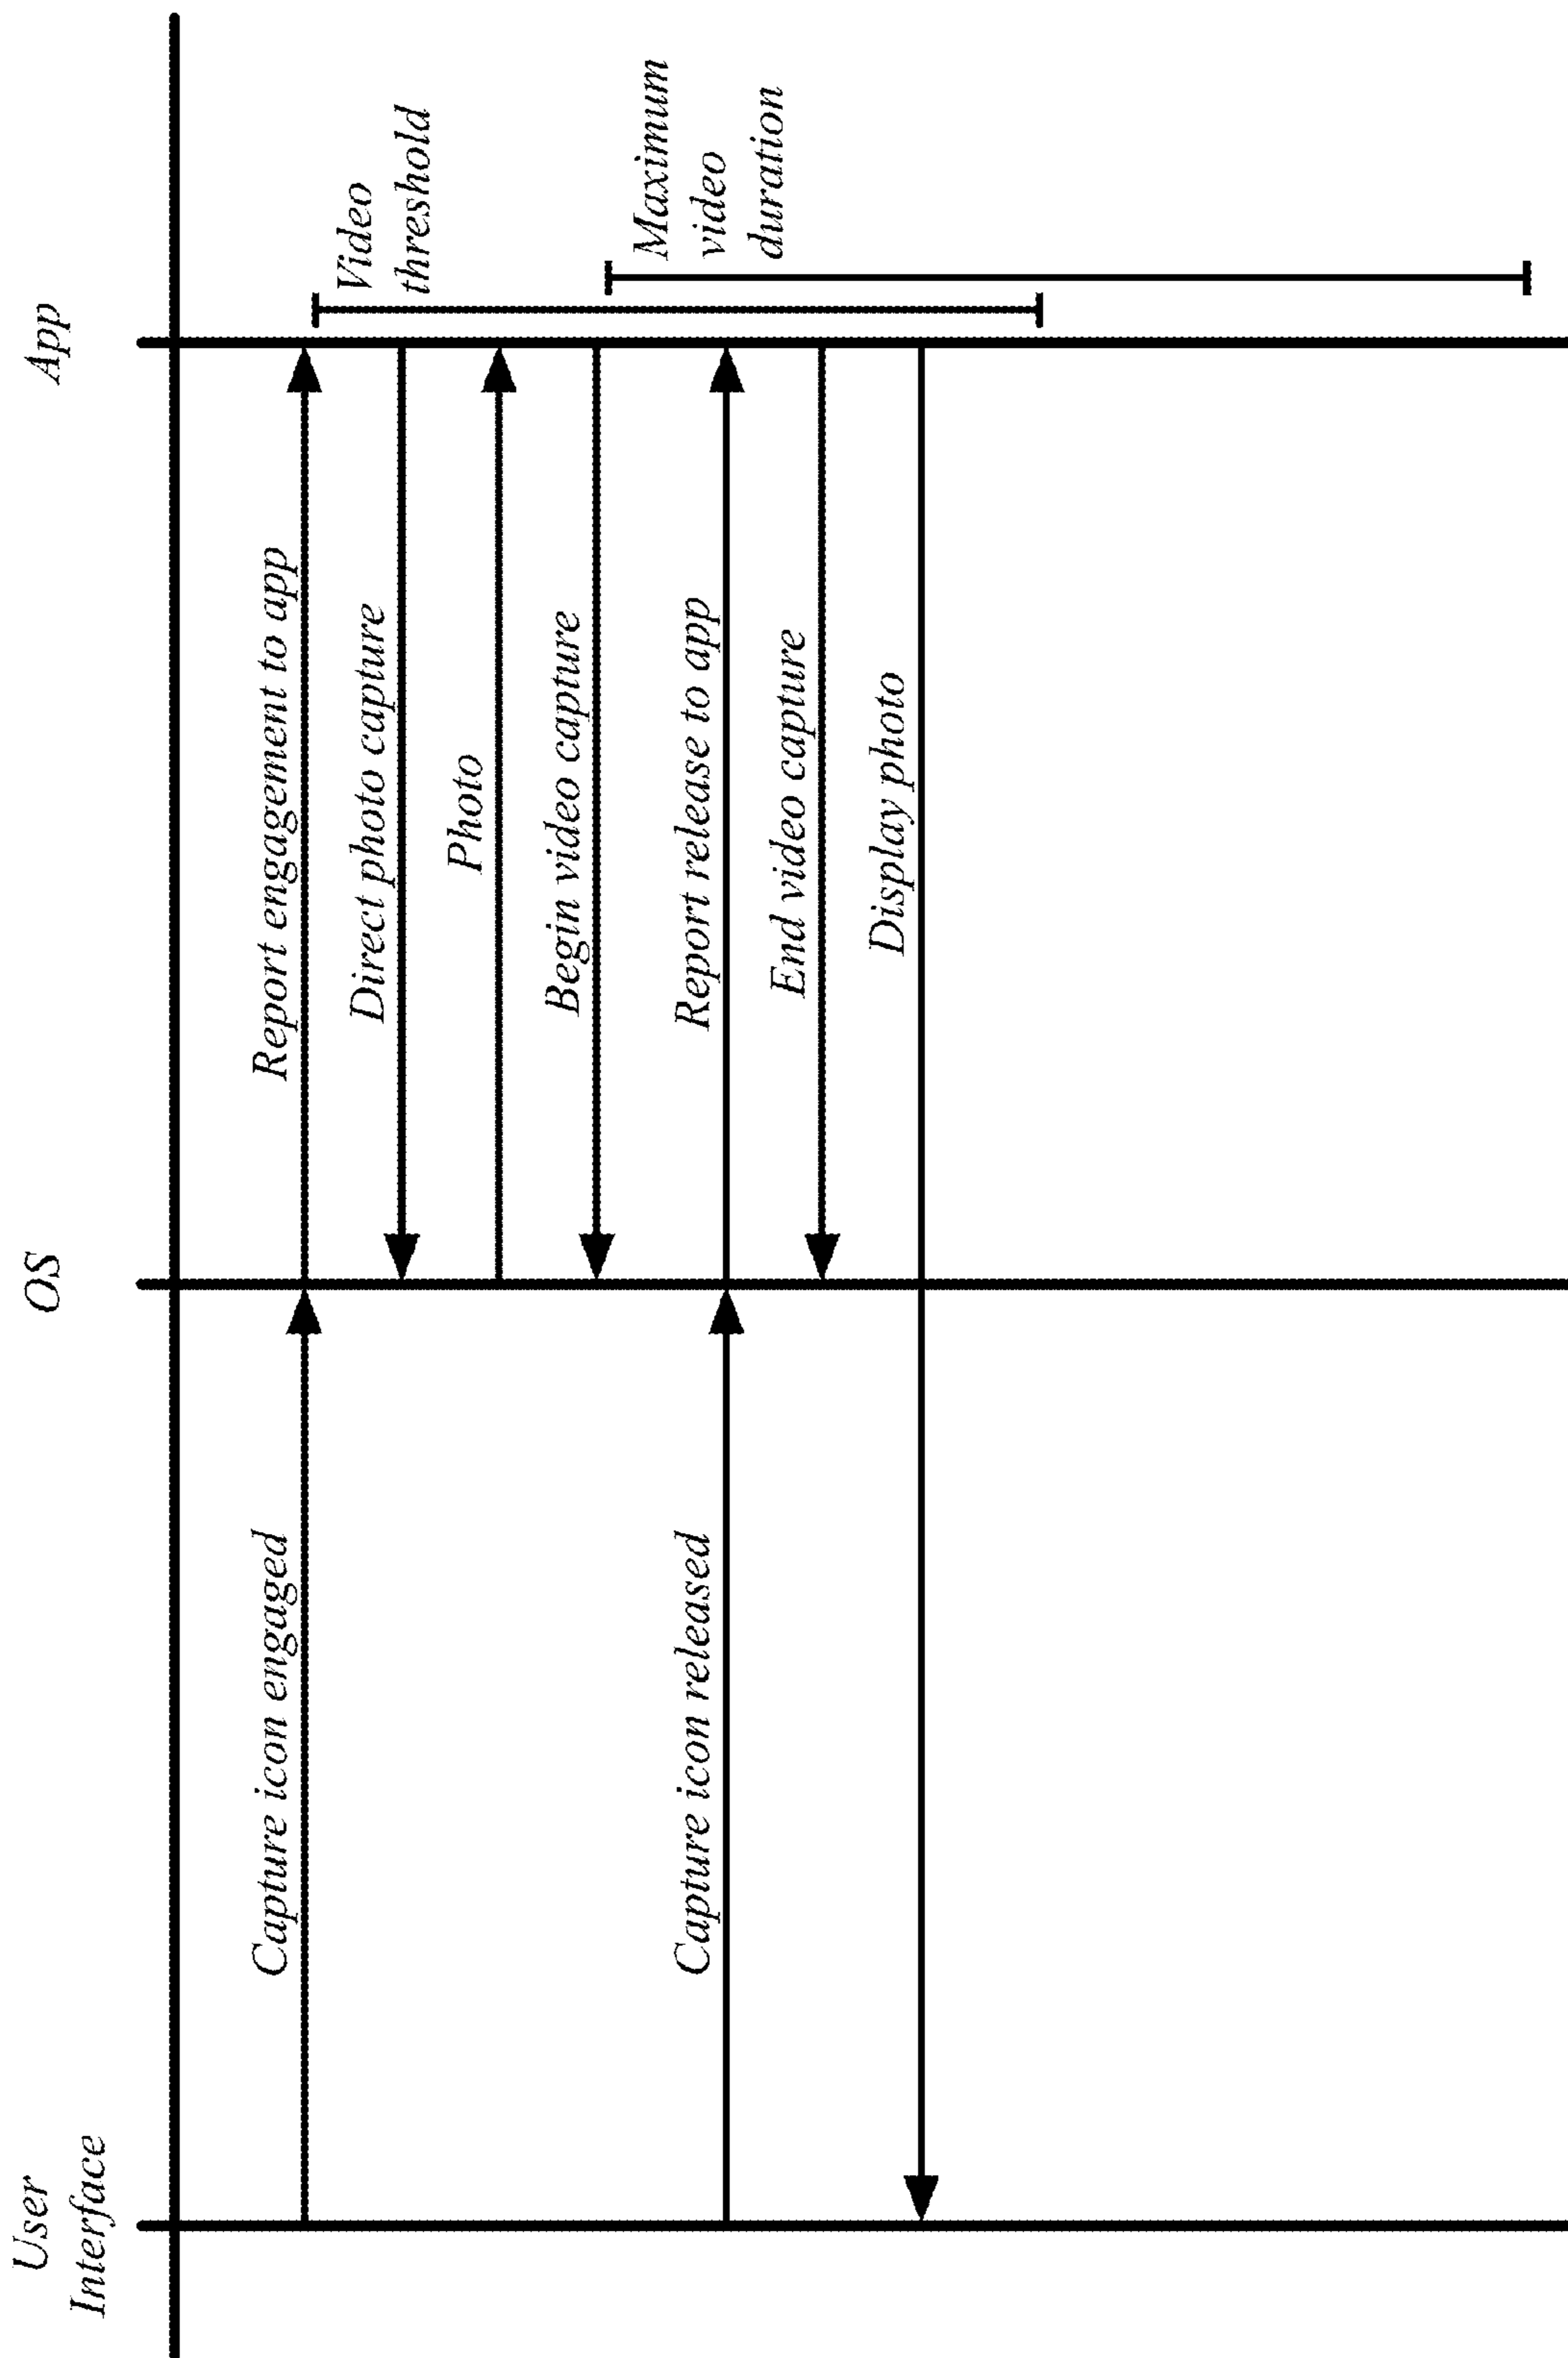 User
Interface
OS
App
Capture icon engaged
Report engagement to app
Video
threshold
Direct photo capture
Photo
Begin video capture
Maximum
video
duration
Capture icon released
Report release to app
End video capture
Display photo